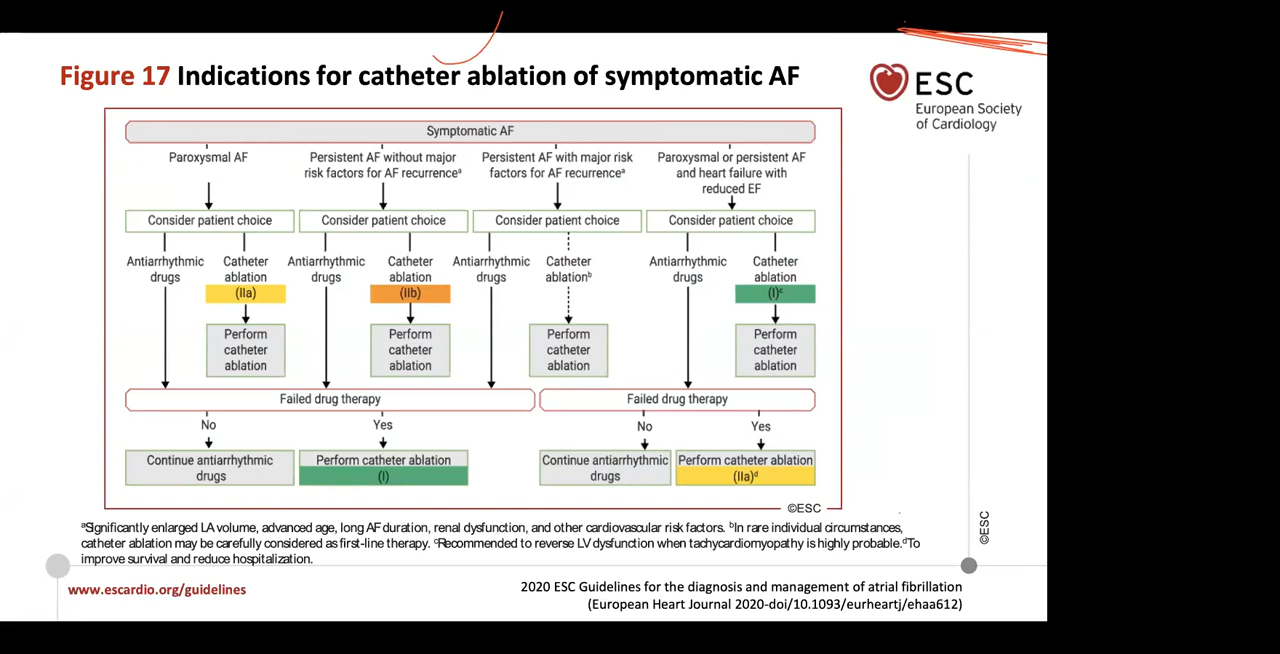 Figure 17 Indications for catheter ablation of symptomatic AF
ESC
European Society
of Cardiology
Symptomatic AF
Paroxysmal AF
Persistent AF without major
risk factors for AF recurrenceᵃ
Persistent AF with major risk
factors for AF recurrenceᵃ
Paroxysmal or persistent AF
and heart failure with
reduced EF
Consider patient choice
Consider patient choice
Consider patient choice
Consider patient choice
Antiarrhythmic
drugs
Catheter
ablation
(IIa)
Antiarrhythmic
drugs
Catheter
ablation
(IIb)
Antiarrhythmic
drugs
Catheter
ablationᵇ
Antiarrhythmic
drugs
Catheter
ablation
(I)ᶜ
Perform
catheter
ablation
Perform
catheter
ablation
Perform
catheter
ablation
Perform
catheter
ablation
Failed drug therapy
Failed drug therapy
No
Yes
No
Yes
Continue antiarrhythmic
drugs
Perform catheter ablation
(I)
Continue antiarrhythmic
drugs
Perform catheter ablation
(IIa)ᵈ
©ESC
ᵃSignificantly enlarged LA volume, advanced age, long AF duration, renal dysfunction, and other cardiovascular risk factors. ᵇIn rare individual circumstances,
catheter ablation may be carefully considered as first-line therapy. ᶜRecommended to reverse LV dysfunction when tachycardiomyopathy is highly probable.ᵈTo
improve survival and reduce hospitalization.
©ESC
www.escardio.org/guidelines
2020 ESC Guidelines for the diagnosis and management of atrial fibrillation
(European Heart Journal 2020-doi/10.1093/eurheartj/ehaa612)